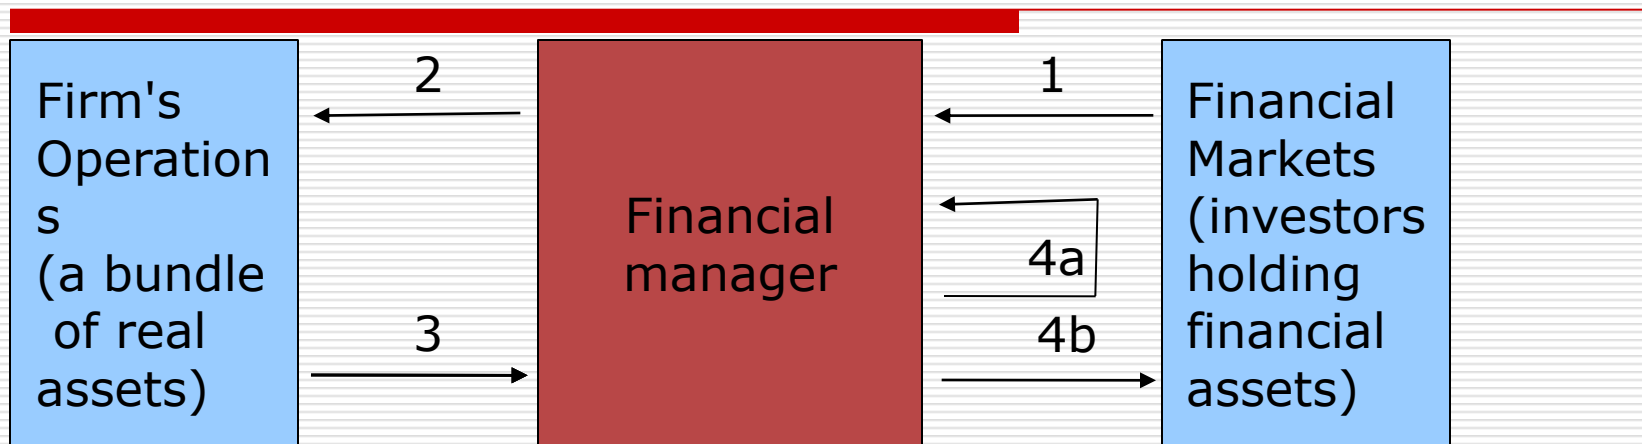 Firm's
Operation
s
(a bundle
of real
assets)
2
3
Financial
manager
1
4a
4b
Financial
Markets
(investors
holding
financial
assets)